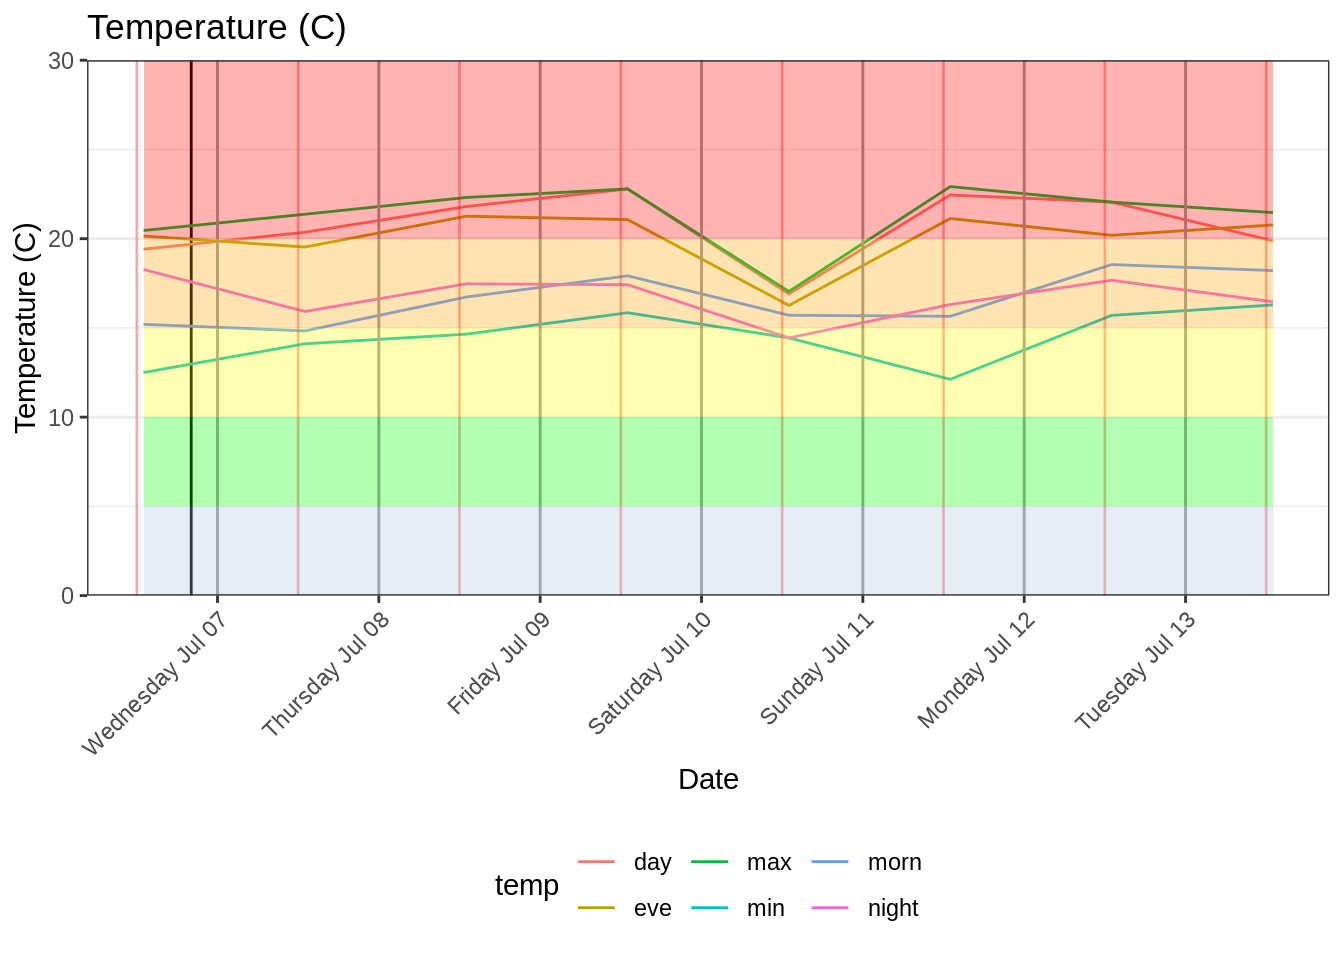 Temperature (C)
Temperature (C)
30
20
10
0
Wednesday Jul 07
Thursday Jul 08
Friday Jul 09
Saturday Jul 10
Sunday Jul 11
Monday Jul 12
Tuesday Jul 13
Date
temp
day
max
morn
eve
min
night